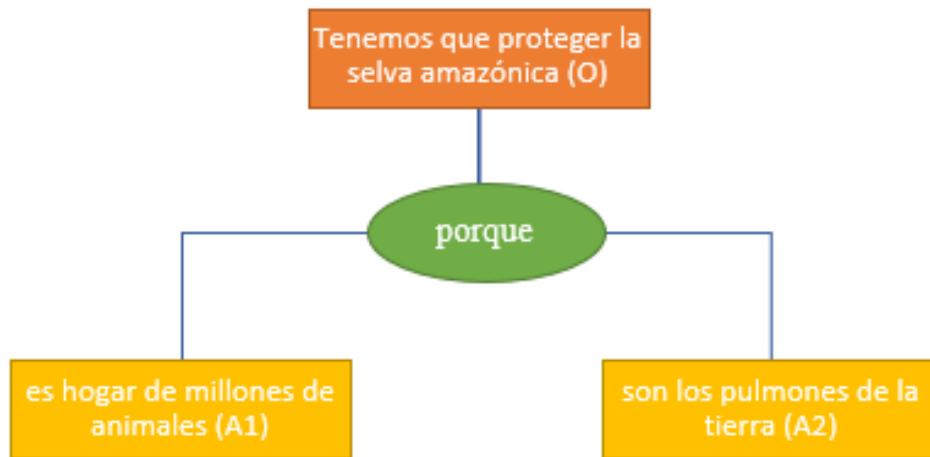 Tenemos que proteger la
selva amazónica (O)
porque
es hogar de millones de
animales (A1)
son los pulmones de la
tierra (A2)